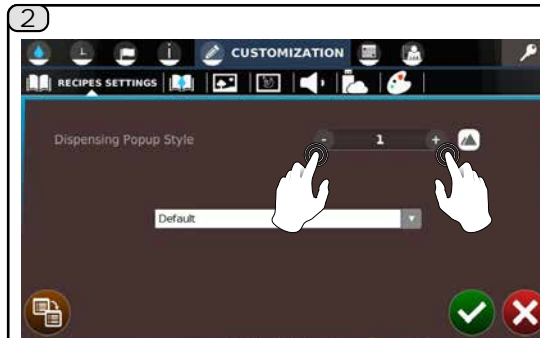 2
CUSTOMIZATION
RECIPES SETTINGS
Dispensing Popup Style - 1 +
Default